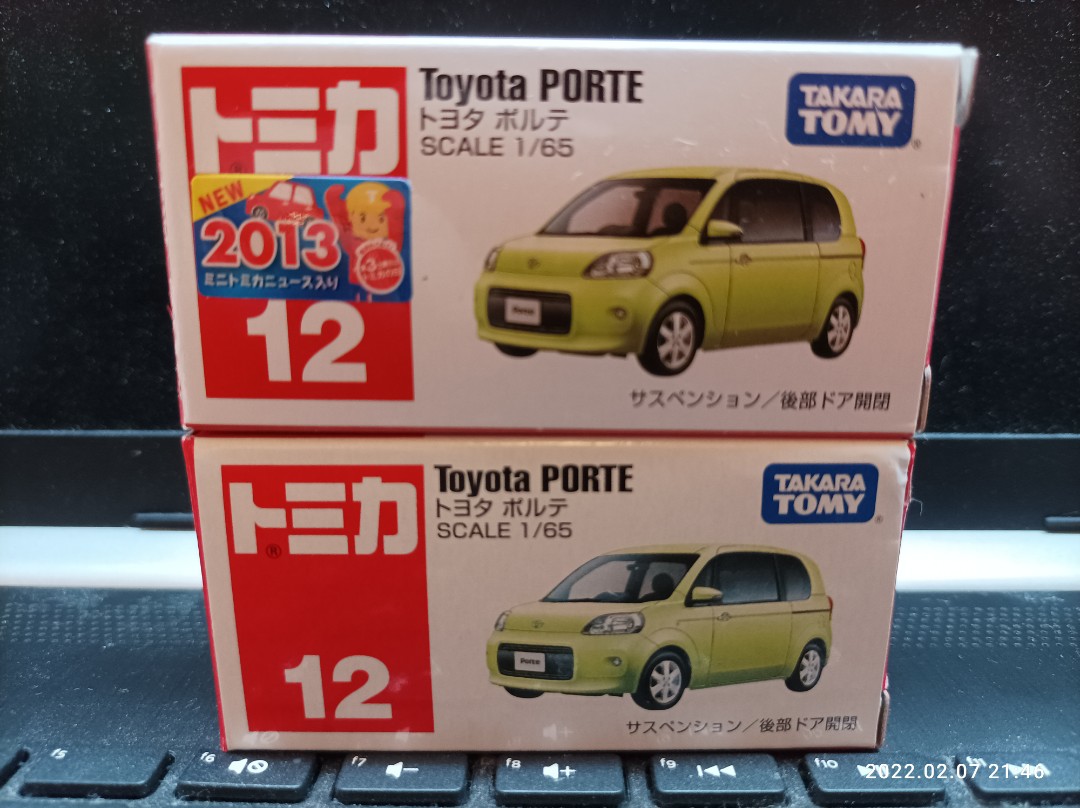 トミカ
Toyota PORTE
トヨタ ポルテ
SCALE 1/65
TAKARA
TOMY
NEW
2013
ミニトミカニュース入り
12
Porte
サスペンション／後部ドア開閉
トミカ
Toyota PORTE
トヨタ ポルテ
SCALE 1/65
TAKARA
TOMY
12
Porte
サスペンション／後部ドア開閉
f5
f6
f7
f8
f9
f10
2022.02.07 21:46